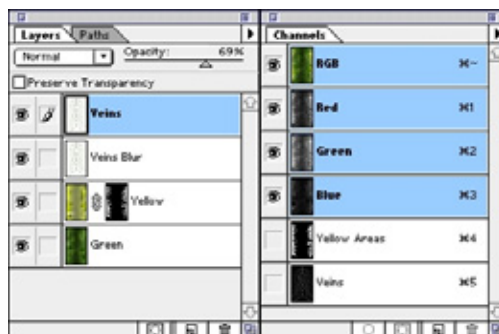 Layers Paths
Normal Opacity: 69%
Preserve Transparency
Veins
Veins Blur
Yellow
Green
Channels
RGB ⌘~
Red ⌘1
Green ⌘2
Blue ⌘3
Yellow Areas ⌘4
Veins ⌘5